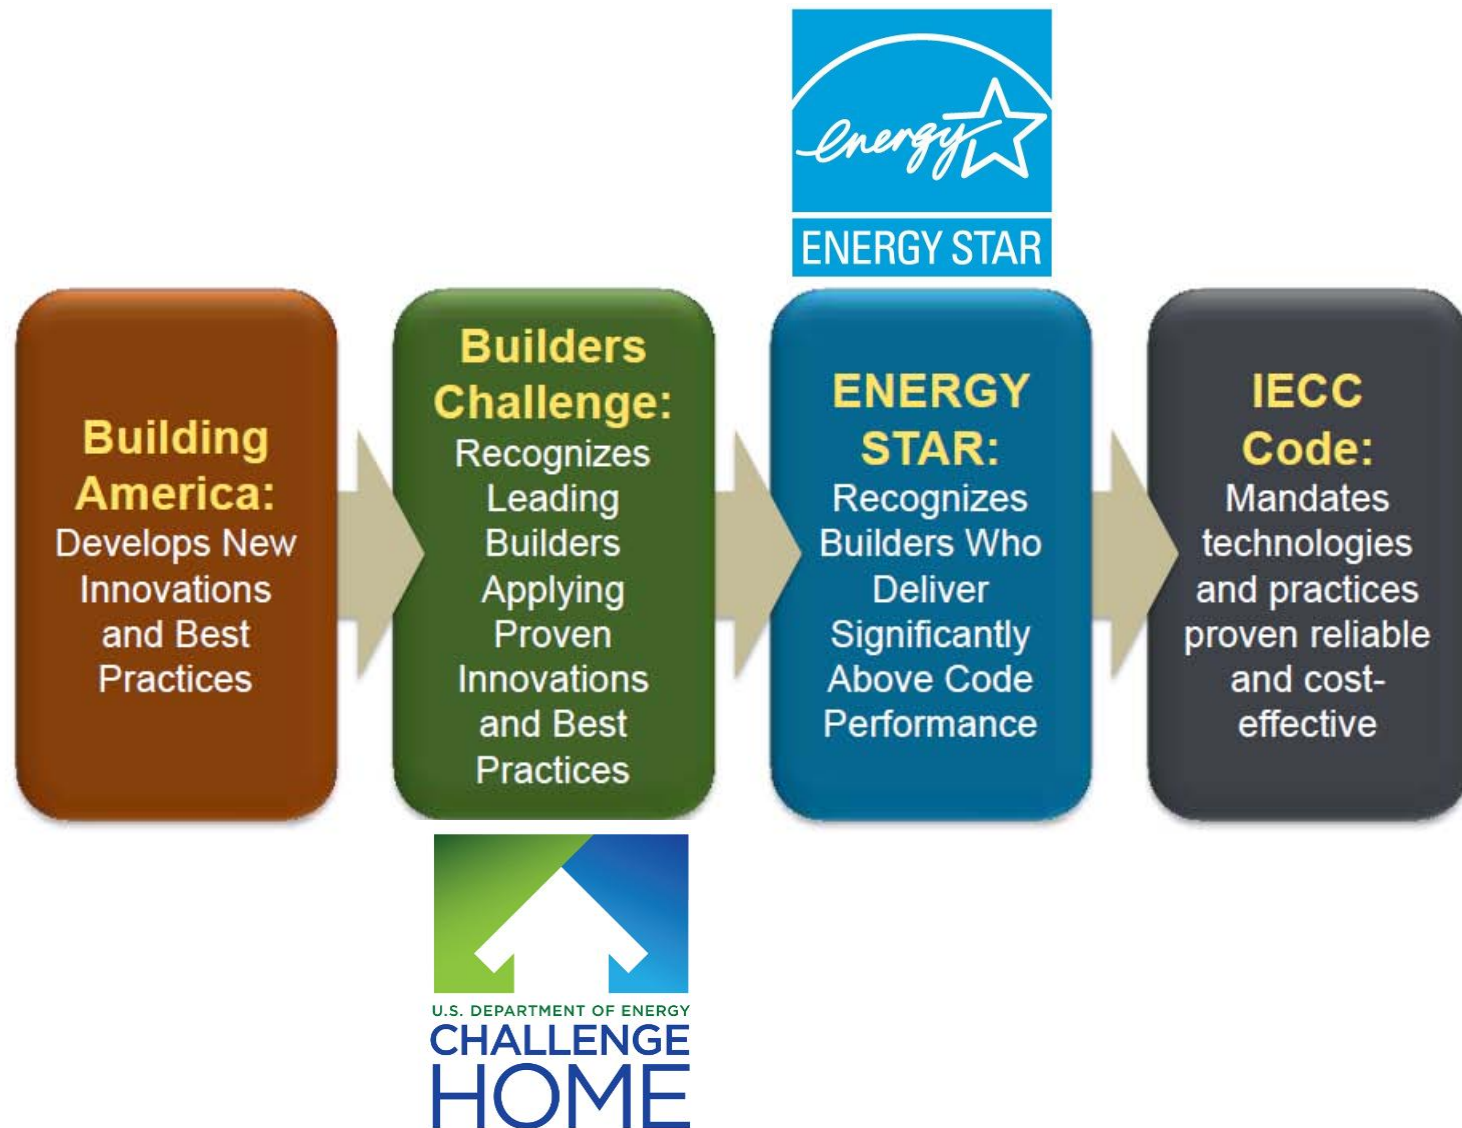 energy
ENERGY STAR
Building
America:
Develops New
Innovations
and Best
Practices
Builders
Challenge:
Recognizes
Leading
Builders
Applying
Proven
Innovations
and Best
Practices
ENERGY
STAR:
Recognizes
Builders Who
Deliver
Significantly
Above Code
Performance
IECC
Code:
Mandates
technologies
and practices
proven reliable
and cost-
effective
U.S. DEPARTMENT OF ENERGY
CHALLENGE
HOME